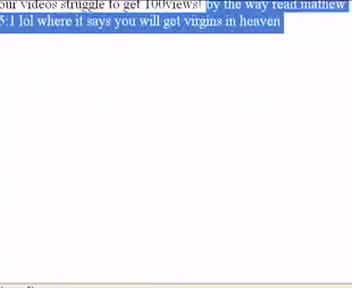 our videos struggle to get 100views! by the way read mathew
5:1 lol where it says you will get virgins in heaven